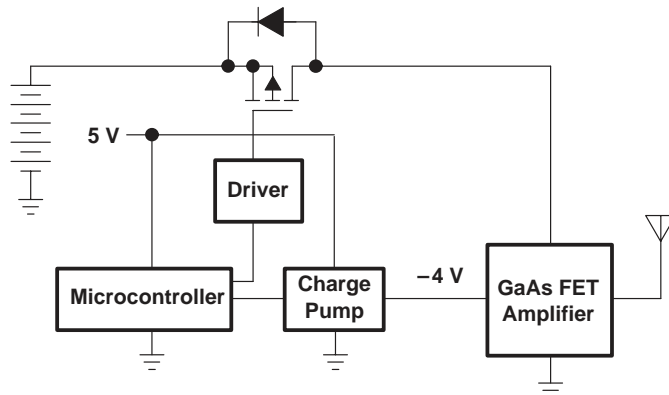 5 V
Driver
Microcontroller
Charge
Pump
–4 V
GaAs FET
Amplifier